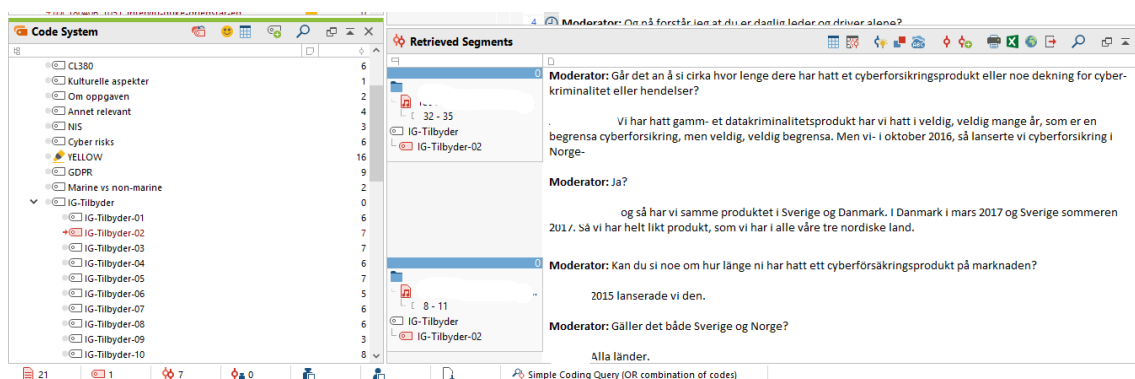 4 Moderator: Og nå forstår jeg at du er daglig leder og driver alene?
Code System
CL380 6
Kulturelle aspekter 1
Om oppgaven 2
Annet relevant 4
NIS 3
Cyber risks 6
YELLOW 16
GDPR 9
Marine vs non-marine 2
IG-Tilbyder 0
IG-Tilbyder-01 6
IG-Tilbyder-02 7
IG-Tilbyder-03 7
IG-Tilbyder-04 6
IG-Tilbyder-05 7
IG-Tilbyder-06 5
IG-Tilbyder-07 6
IG-Tilbyder-08 6
IG-Tilbyder-09 3
IG-Tilbyder-10 8
Retrieved Segments
0
32 - 35
IG-Tilbyder
IG-Tilbyder-02
Moderator: Går det an å si cirka hvor lenge dere har hatt et cyberforsikringsprodukt eller noe dekning for cyber-
kriminalitet eller hendelser?
Vi har hatt gamm- et datakriminalitetsprodukt har vi hatt i veldig, veldig mange år, som er en
begrensa cyberforsikring, men veldig, veldig begrensa. Men vi- i oktober 2016, så lanserte vi cyberforsikring i
Norge-
Moderator: Ja?
og så har vi samme produktet i Sverige og Danmark. I Danmark i mars 2017 og Sverige sommeren
2017. Så vi har helt likt produkt, som vi har i alle våre tre nordiske land.
0
8 - 11
IG-Tilbyder
IG-Tilbyder-02
Moderator: Kan du si noe om hur länge ni har hatt ett cyberförsäkringsprodukt på marknaden?
2015 lanserade vi den.
Moderator: Gäller det både Sverige og Norge?
Alla länder.
21 1 7 0 Simple Coding Query (OR combination of codes)